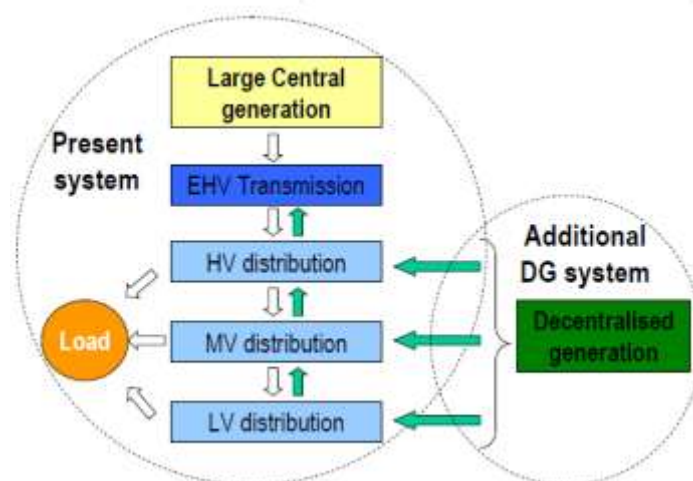 Large Central
generation
Present
system
EHV Transmission
HV distribution
Additional
DG system
Load
MV distribution
Decentralised
generation
LV distribution